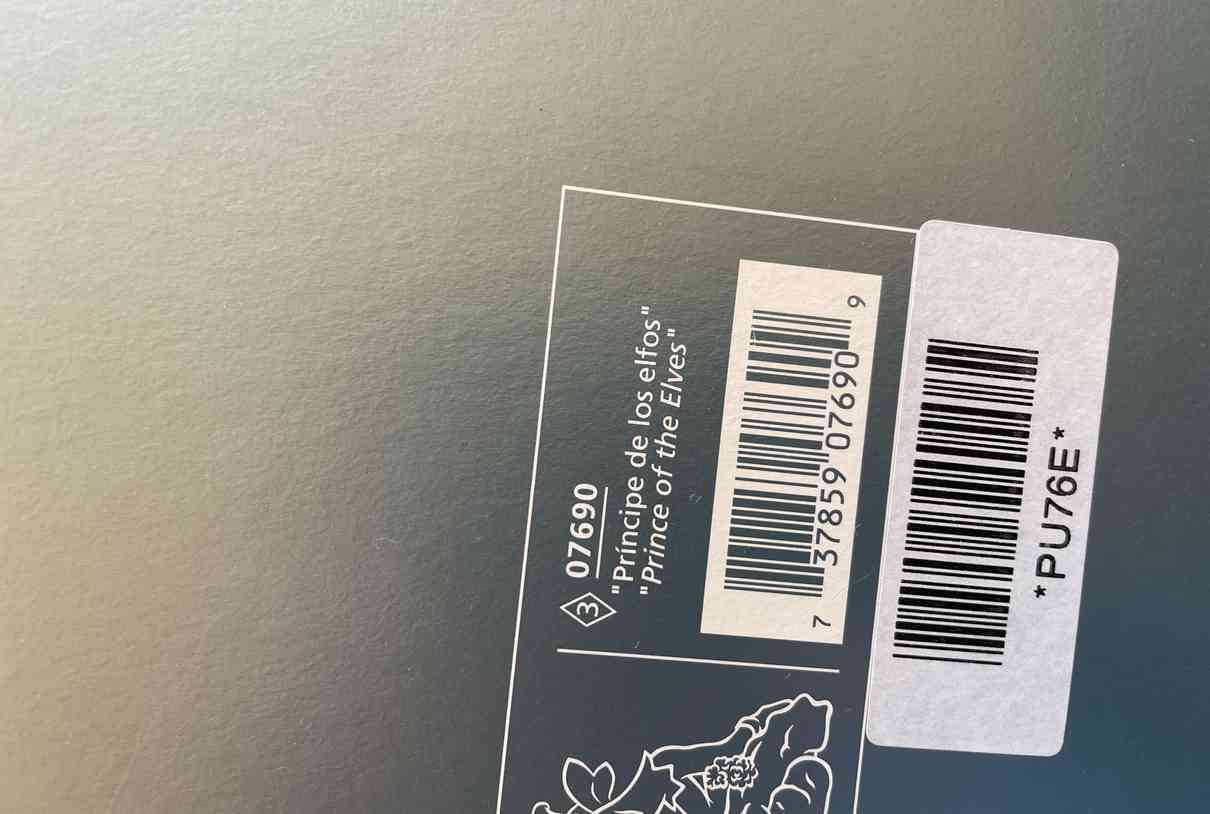 3 07690
"Príncipe de los elfos"
"Prince of the Elves"
7 37859 07690 9
*PU76E*